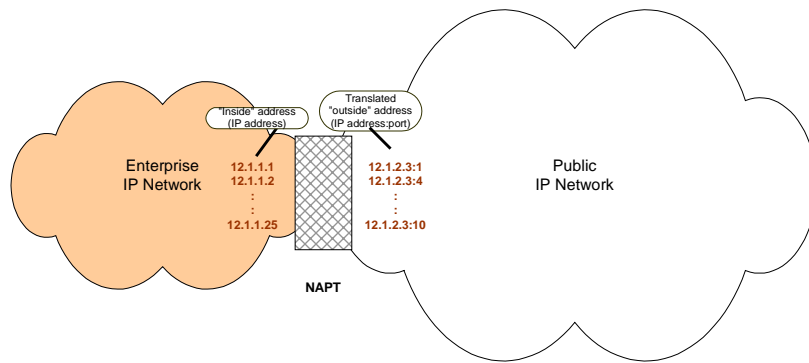 "Inside" address
(IP address)
Translated
"outside" address
(IP address:port)
Enterprise
IP Network
12.1.1.1
12.1.1.2
:
:
12.1.1.25
12.1.2.3:1
12.1.2.3:4
:
:
12.1.2.3:10
Public
IP Network
NAPT